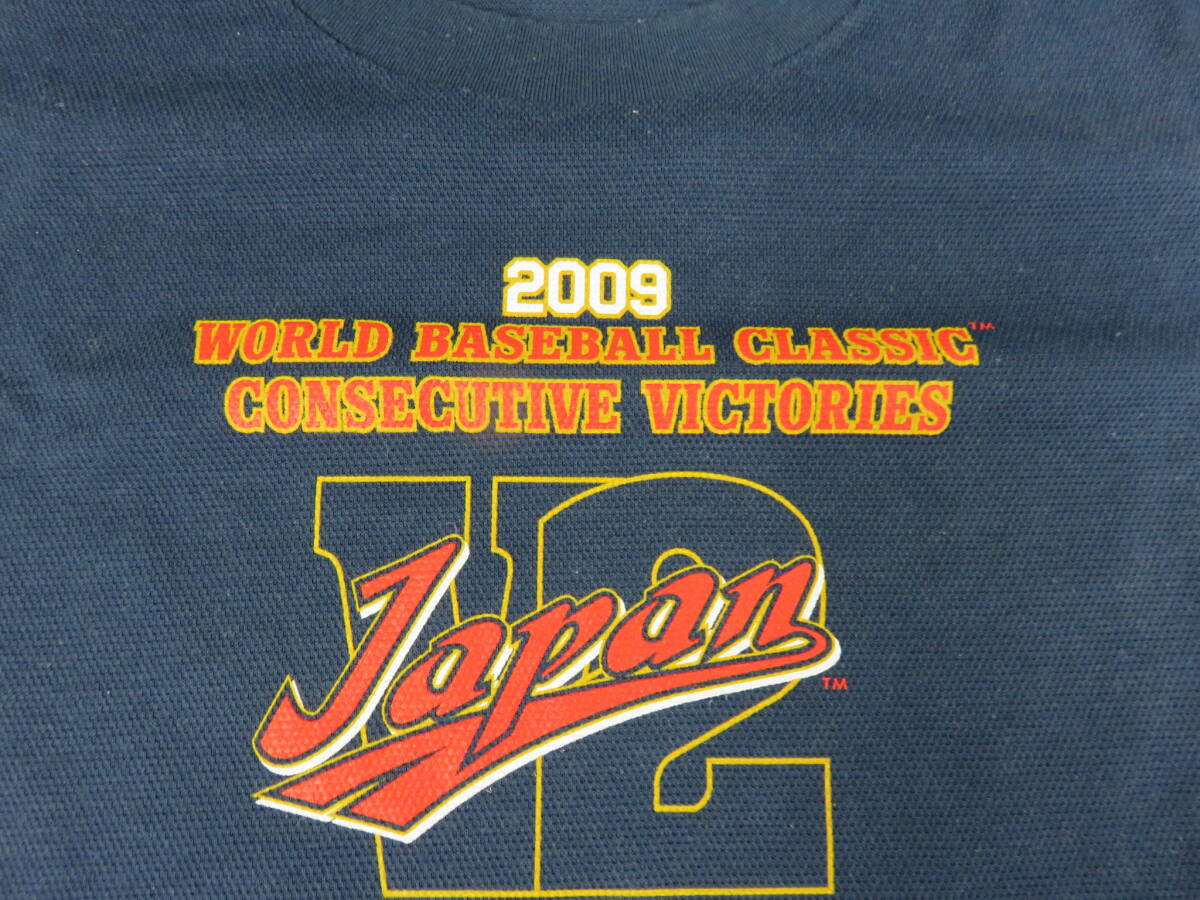 2009
WORLD BASEBALL CLASSIC™
CONSECUTIVE VICTORIES
V2
Japan™